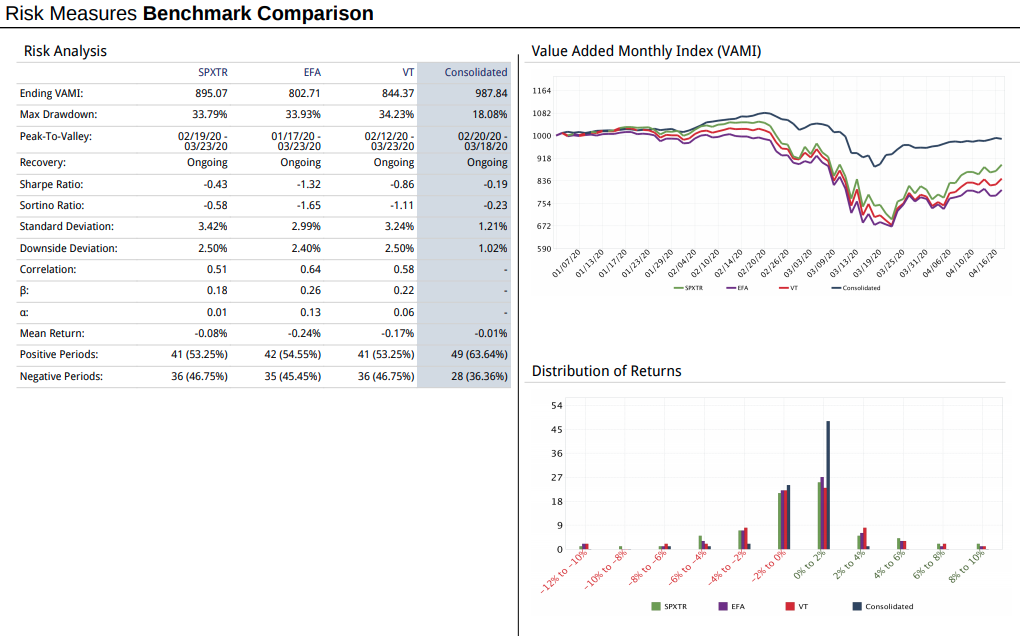 Risk Measures Benchmark Comparison
Risk Analysis
SPXTR EFA VT Consolidated
Ending VAMI: 895.07 802.71 844.37 987.84
Max Drawdown: 33.79% 33.93% 34.23% 18.08%
Peak-To-Valley: 02/19/20 - 01/17/20 - 02/12/20 - 02/20/20 -
03/23/20 03/23/20 03/23/20 03/18/20
Recovery: Ongoing Ongoing Ongoing Ongoing
Sharpe Ratio: -0.43 -1.32 -0.86 -0.19
Sortino Ratio: -0.58 -1.65 -1.11 -0.23
Standard Deviation: 3.42% 2.99% 3.24% 1.21%
Downside Deviation: 2.50% 2.40% 2.50% 1.02%
Correlation: 0.51 0.64 0.58 -
β: 0.18 0.26 0.22 -
α: 0.01 0.13 0.06 -
Mean Return: -0.08% -0.24% -0.17% -0.01%
Positive Periods: 41 (53.25%) 42 (54.55%) 41 (53.25%) 49 (63.64%)
Negative Periods: 36 (46.75%) 35 (45.45%) 36 (46.75%) 28 (36.36%)
Value Added Monthly Index (VAMI)
1164
1082
1000
918
836
754
672
590
01/07/20 01/13/20 01/17/20 01/23/20 01/29/20 02/04/20 02/10/20 02/14/20 02/20/20 02/26/20 03/03/20 03/09/20 03/13/20 03/19/20 03/25/20 03/31/20 04/06/20 04/10/20 04/16/20
SPXTR EFA VT Consolidated
Distribution of Returns
54
45
36
27
18
9
0
-12% to -10% -10% to -8% -8% to -6% -6% to -4% -4% to -2% -2% to 0% 0% to 2% 2% to 4% 4% to 6% 6% to 8% 8% to 10%
SPXTR EFA VT Consolidated